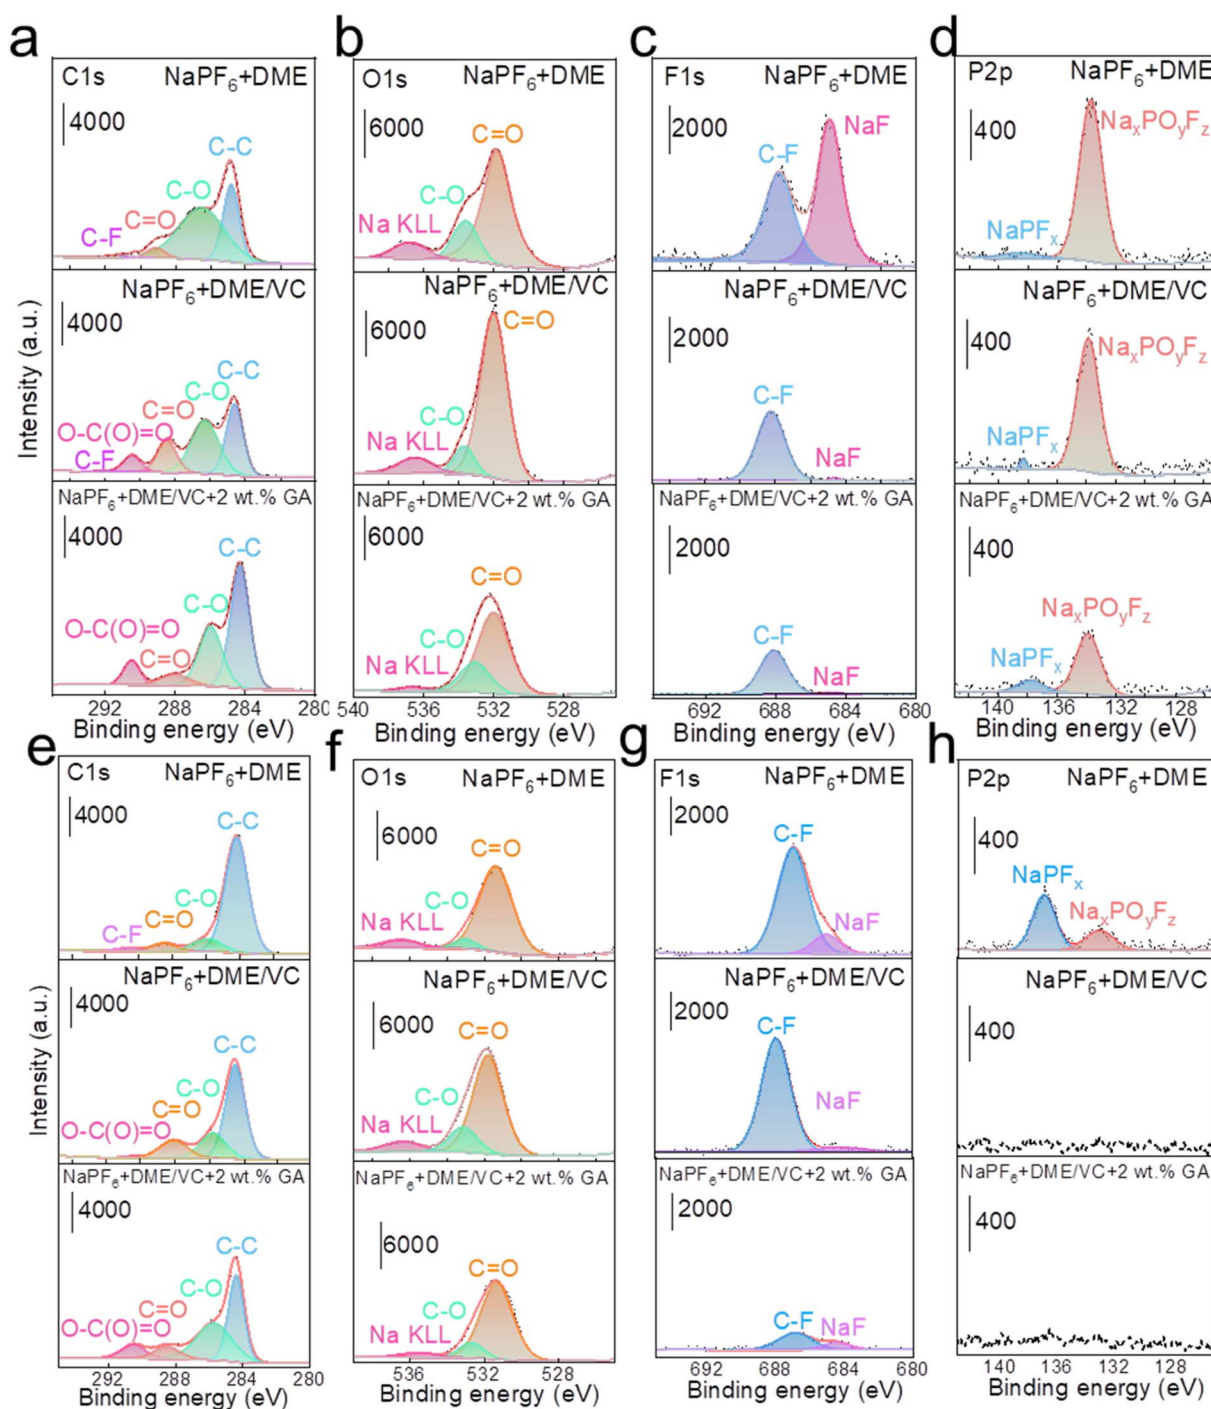 a
C1s NaPF₆+DME
4000
C-C
C-O
C=O
C-F
NaPF₆+DME/VC
4000
C-C
C-O
C=O
O-C(O)=O
C-F
NaPF₆+DME/VC+2 wt.% GA
4000
C-C
C-O
O-C(O)=O
C=O
292 288 284 280
Binding energy (eV)
Intensity (a.u.)
b
O1s NaPF₆+DME
6000
C=O
C-O
Na KLL
NaPF₆+DME/VC
6000
C=O
C-O
Na KLL
NaPF₆+DME/VC+2 wt.% GA
6000
C=O
C-O
Na KLL
540 536 532 528
Binding energy (eV)
c
F1s NaPF₆+DME
2000
NaF
C-F
NaPF₆+DME/VC
2000
C-F
NaF
NaPF₆+DME/VC+2 wt.% GA
2000
C-F
NaF
692 688 684 680
Binding energy (eV)
d
P2p NaPF₆+DME
400
NaₓPOᵧF_z
NaPFₓ
NaPF₆+DME/VC
400
NaₓPOᵧF_z
NaPFₓ
NaPF₆+DME/VC+2 wt.% GA
400
NaₓPOᵧF_z
NaPFₓ
140 136 132 128
Binding energy (eV)
e
C1s NaPF₆+DME
4000
C-C
C-O
C=O
C-F
NaPF₆+DME/VC
4000
C-C
C-O
C=O
O-C(O)=O
NaPF₆+DME/VC+2 wt.% GA
4000
C-C
C-O
C=O
O-C(O)=O
292 288 284 280
Binding energy (eV)
Intensity (a.u.)
f
O1s NaPF₆+DME
6000
C=O
C-O
Na KLL
NaPF₆+DME/VC
6000
C=O
C-O
Na KLL
NaPF₆+DME/VC+2 wt.% GA
6000
C=O
C-O
Na KLL
536 532 528
Binding energy (eV)
g
F1s NaPF₆+DME
2000
C-F
NaF
NaPF₆+DME/VC
2000
C-F
NaF
NaPF₆+DME/VC+2 wt.% GA
2000
C-F
NaF
692 688 684 680
Binding energy (eV)
h
P2p NaPF₆+DME
400
NaPFₓ
NaₓPOᵧF_z
NaPF₆+DME/VC
400
NaPF₆+DME/VC+2 wt.% GA
400
140 136 132 128
Binding energy (eV)